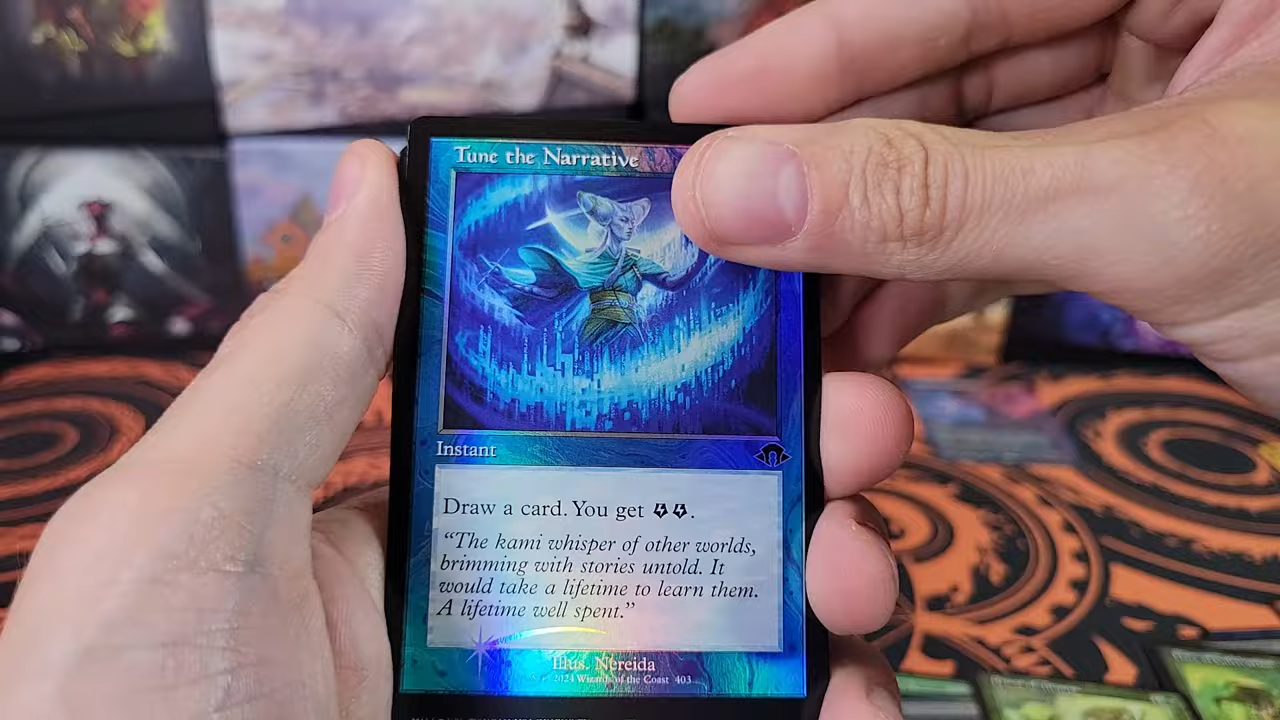 Tune the Narrative
Instant
Draw a card. You get
“The kami whisper of other worlds,
brimming with stories untold. It
would take a lifetime to learn them.
A lifetime well spent.”
Illus. Nereida
2024 Wizards of the Coast 403